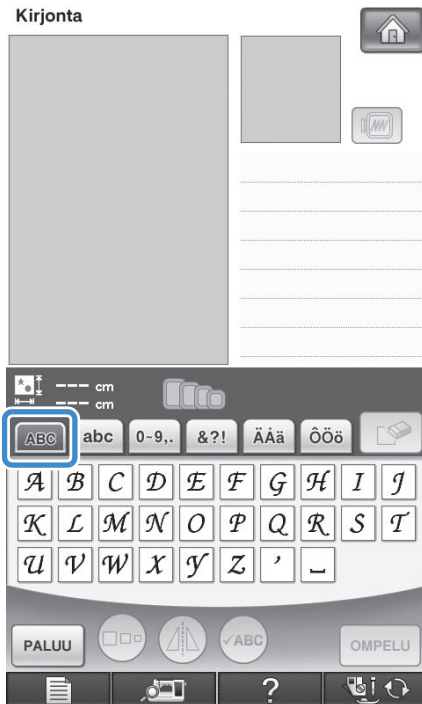 Kirjonta
--- cm
--- cm
ABC abc 0~9,. &?! ÄÅä ÔÖö
A B C D E F G H I J
K L M N O P Q R S T
U V W X Y Z ' ⎵
PALUU ABC OMPELU
? i